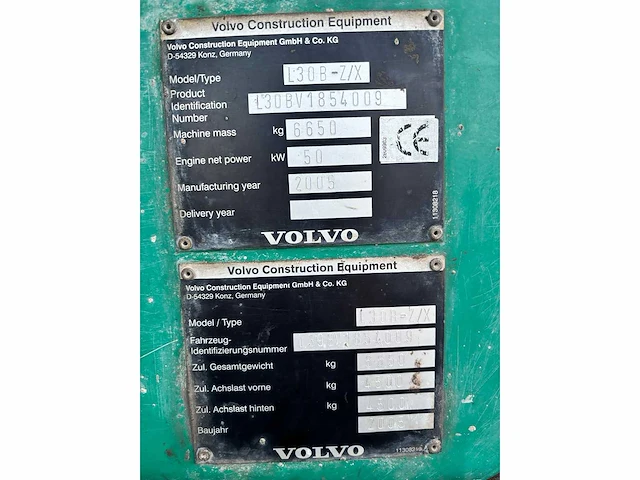 Volvo Construction Equipment
Volvo Construction Equipment GmbH & Co. KG
D-54329 Konz, Germany
Model/Type L30B-Z/X
Product
Identification L30BV1854009
Number
Machine mass kg 6650
Engine net power kW 50
Manufacturing year 2005
Delivery year
CE
11308218
VOLVO
Volvo Construction Equipment
Volvo Construction Equipment GmbH & Co. KG
D-54329 Konz, Germany
Model / Type L30B-Z/X
Fahrzeug-
Identifizierungsnummer
Zul. Gesamtgewicht kg
Zul. Achslast vorne kg
Zul. Achslast hinten kg
Baujahr
VOLVO